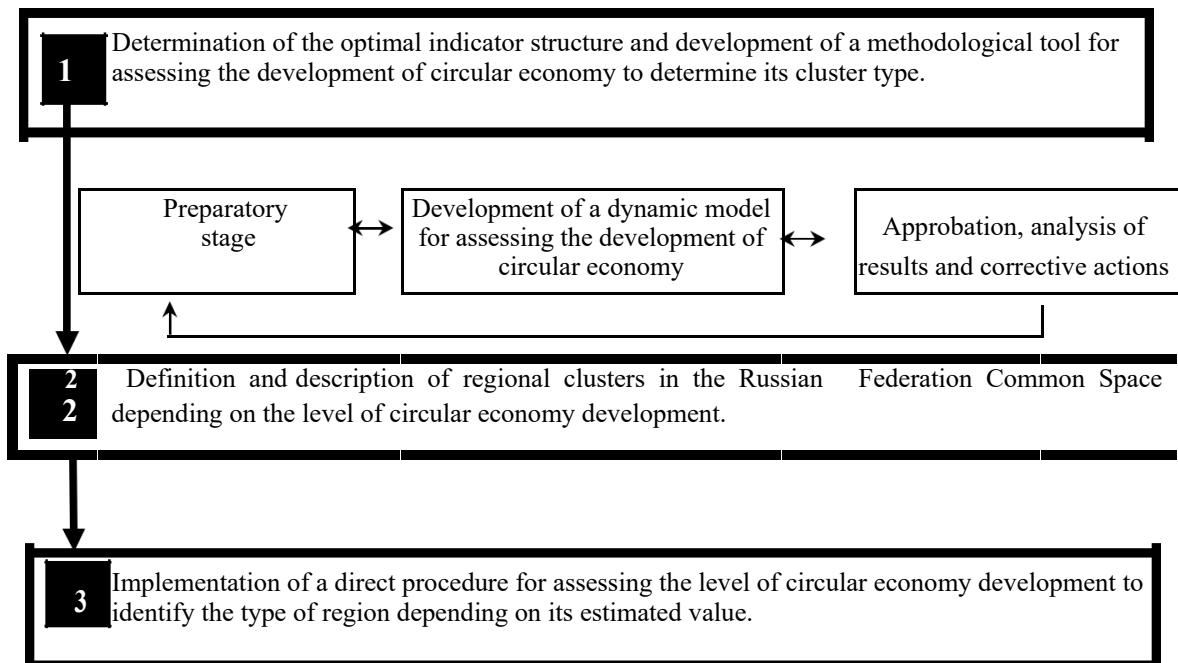 1
Determination of the optimal indicator structure and development of a methodological tool for
assessing the development of circular economy to determine its cluster type.
Preparatory
stage
Development of a dynamic model
for assessing the development of
circular economy
Approbation, analysis of
results and corrective actions
2
2
Definition and description of regional clusters in the Russian Federation Common Space
depending on the level of circular economy development.
3
Implementation of a direct procedure for assessing the level of circular economy development to
identify the type of region depending on its estimated value.